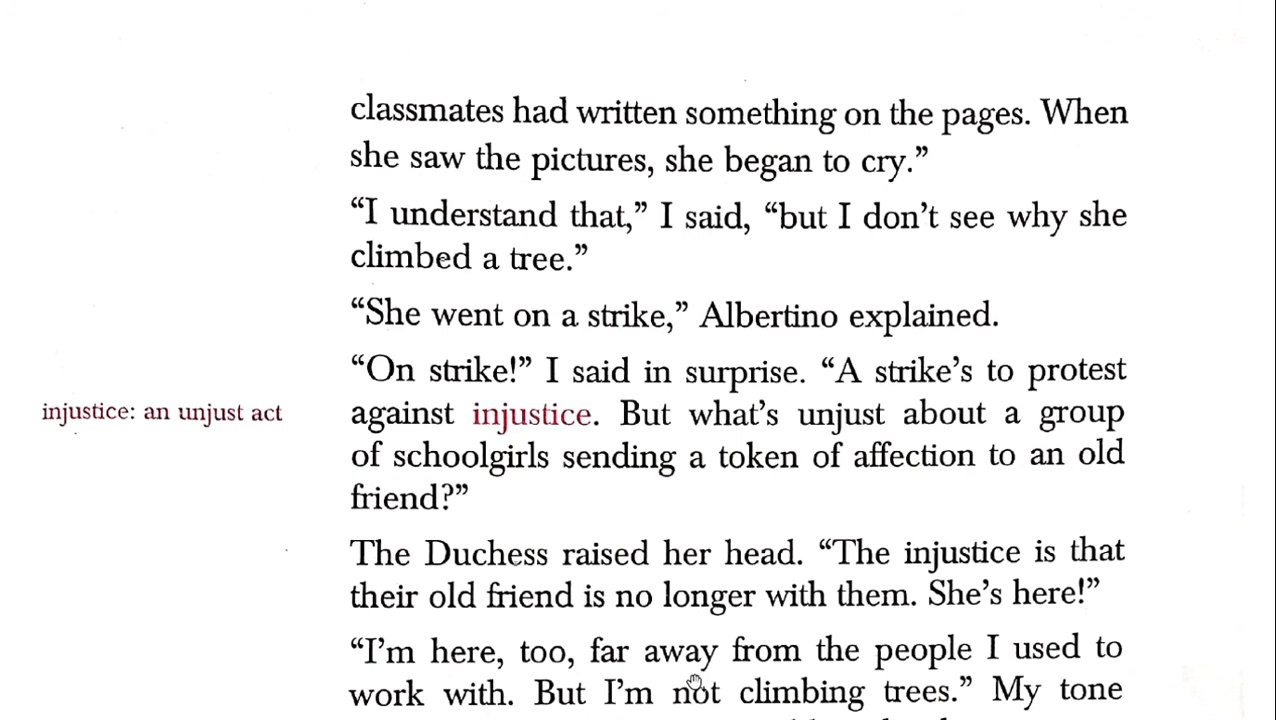 classmates had written something on the pages. When
she saw the pictures, she began to cry.”
“I understand that,” I said, “but I don’t see why she
climbed a tree.”
“She went on a strike,” Albertino explained.
“On strike!” I said in surprise. “A strike’s to protest
injustice: an unjust act
against injustice. But what’s unjust about a group
of schoolgirls sending a token of affection to an old
friend?”
The Duchess raised her head. “The injustice is that
their old friend is no longer with them. She’s here!”
“I’m here, too, far away from the people I used to
work with. But I’m not climbing trees.” My tone